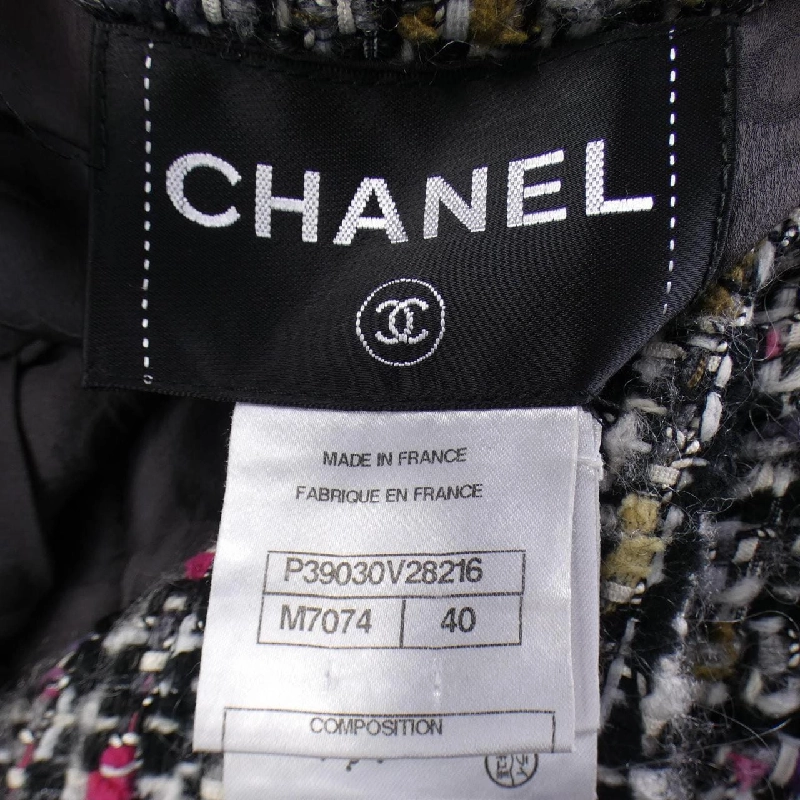 CHANEL
MADE IN FRANCE
FABRIQUE EN FRANCE
P39030V28216
M7074 40
COMPOSITION